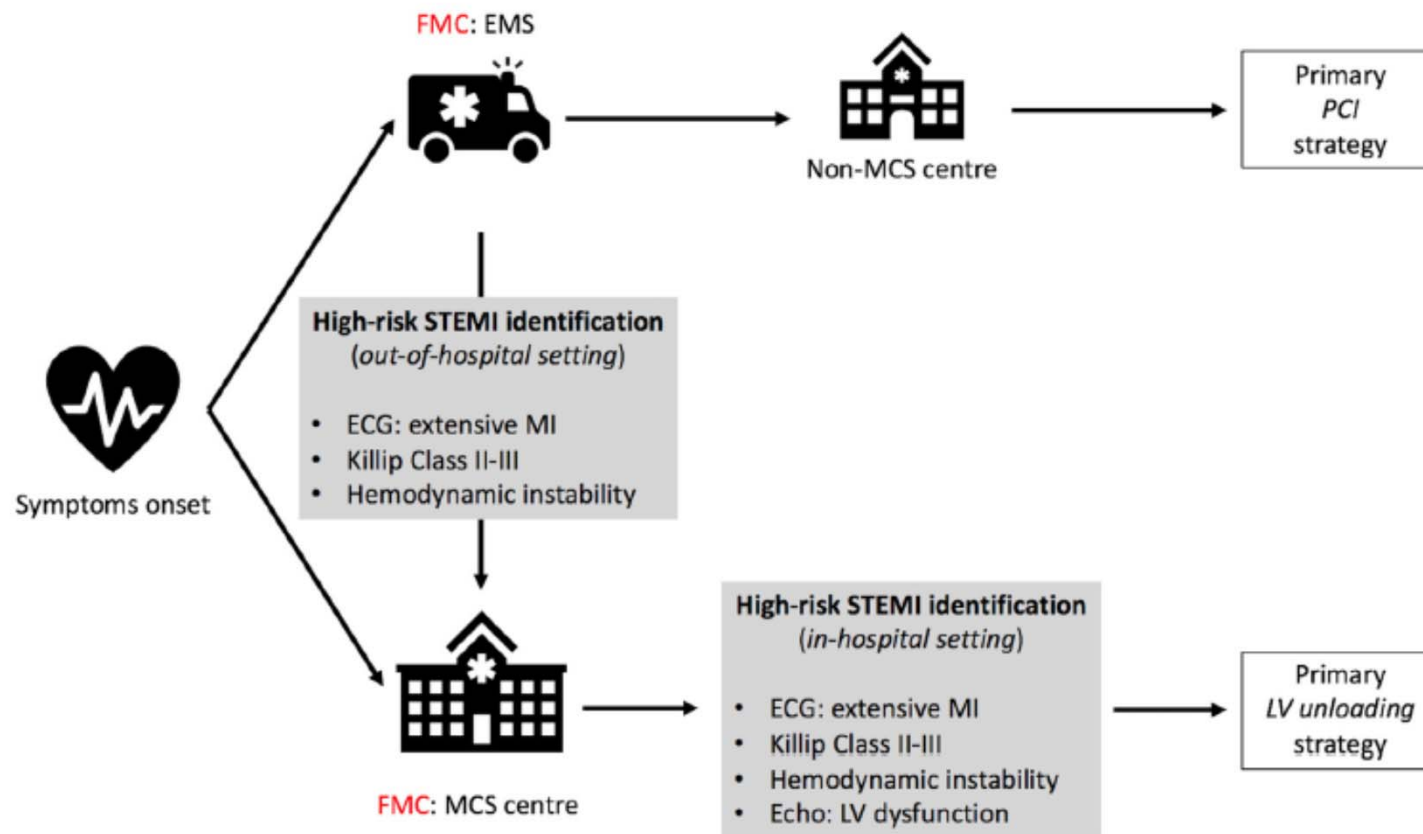 FMC: EMS
Non-MCS centre
Primary
PCI
strategy
High-risk STEMI identification
(out-of-hospital setting)
• ECG: extensive MI
• Killip Class II-III
• Hemodynamic instability
Symptoms onset
FMC: MCS centre
High-risk STEMI identification
(in-hospital setting)
• ECG: extensive MI
• Killip Class II-III
• Hemodynamic instability
• Echo: LV dysfunction
Primary
LV unloading
strategy